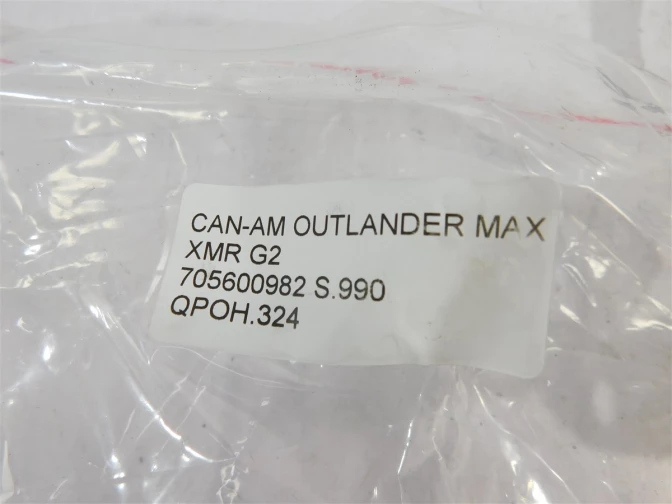 CAN-AM OUTLANDER MAX
XMR G2
705600982 S.990
QPOH.324